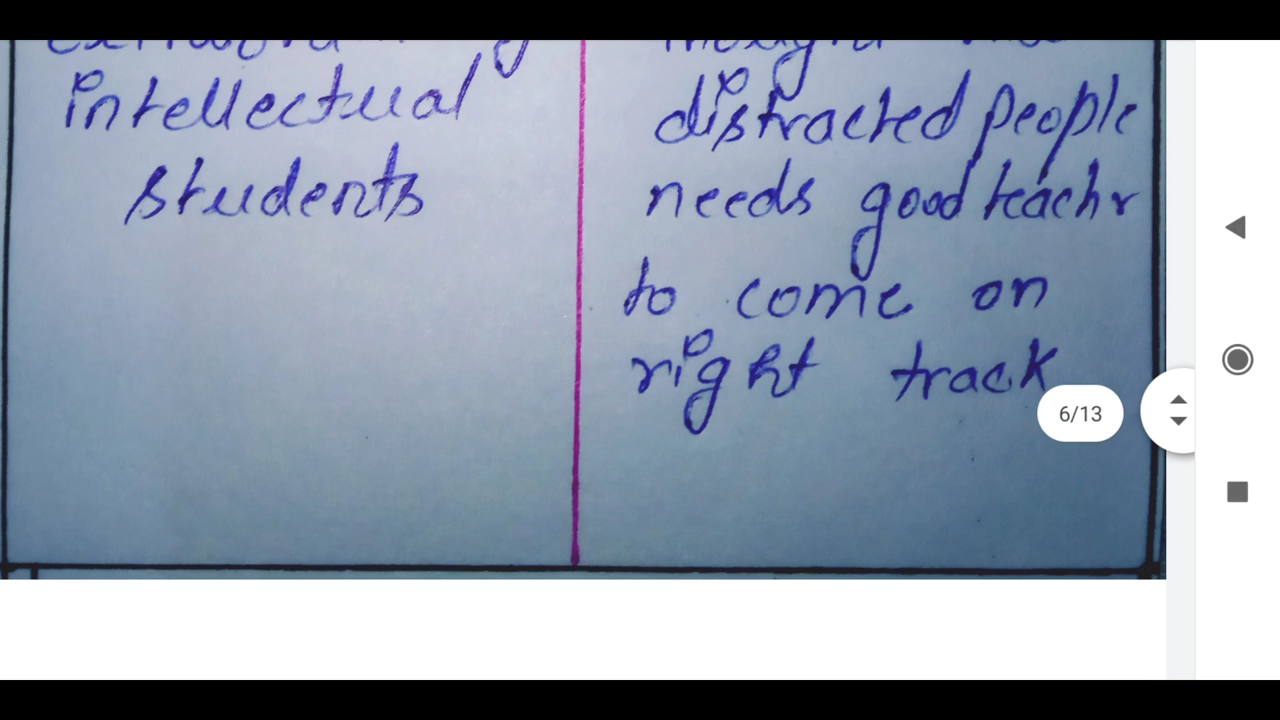 intellectual
students
distracted people
needs good teachr
to come on
right track
6/13